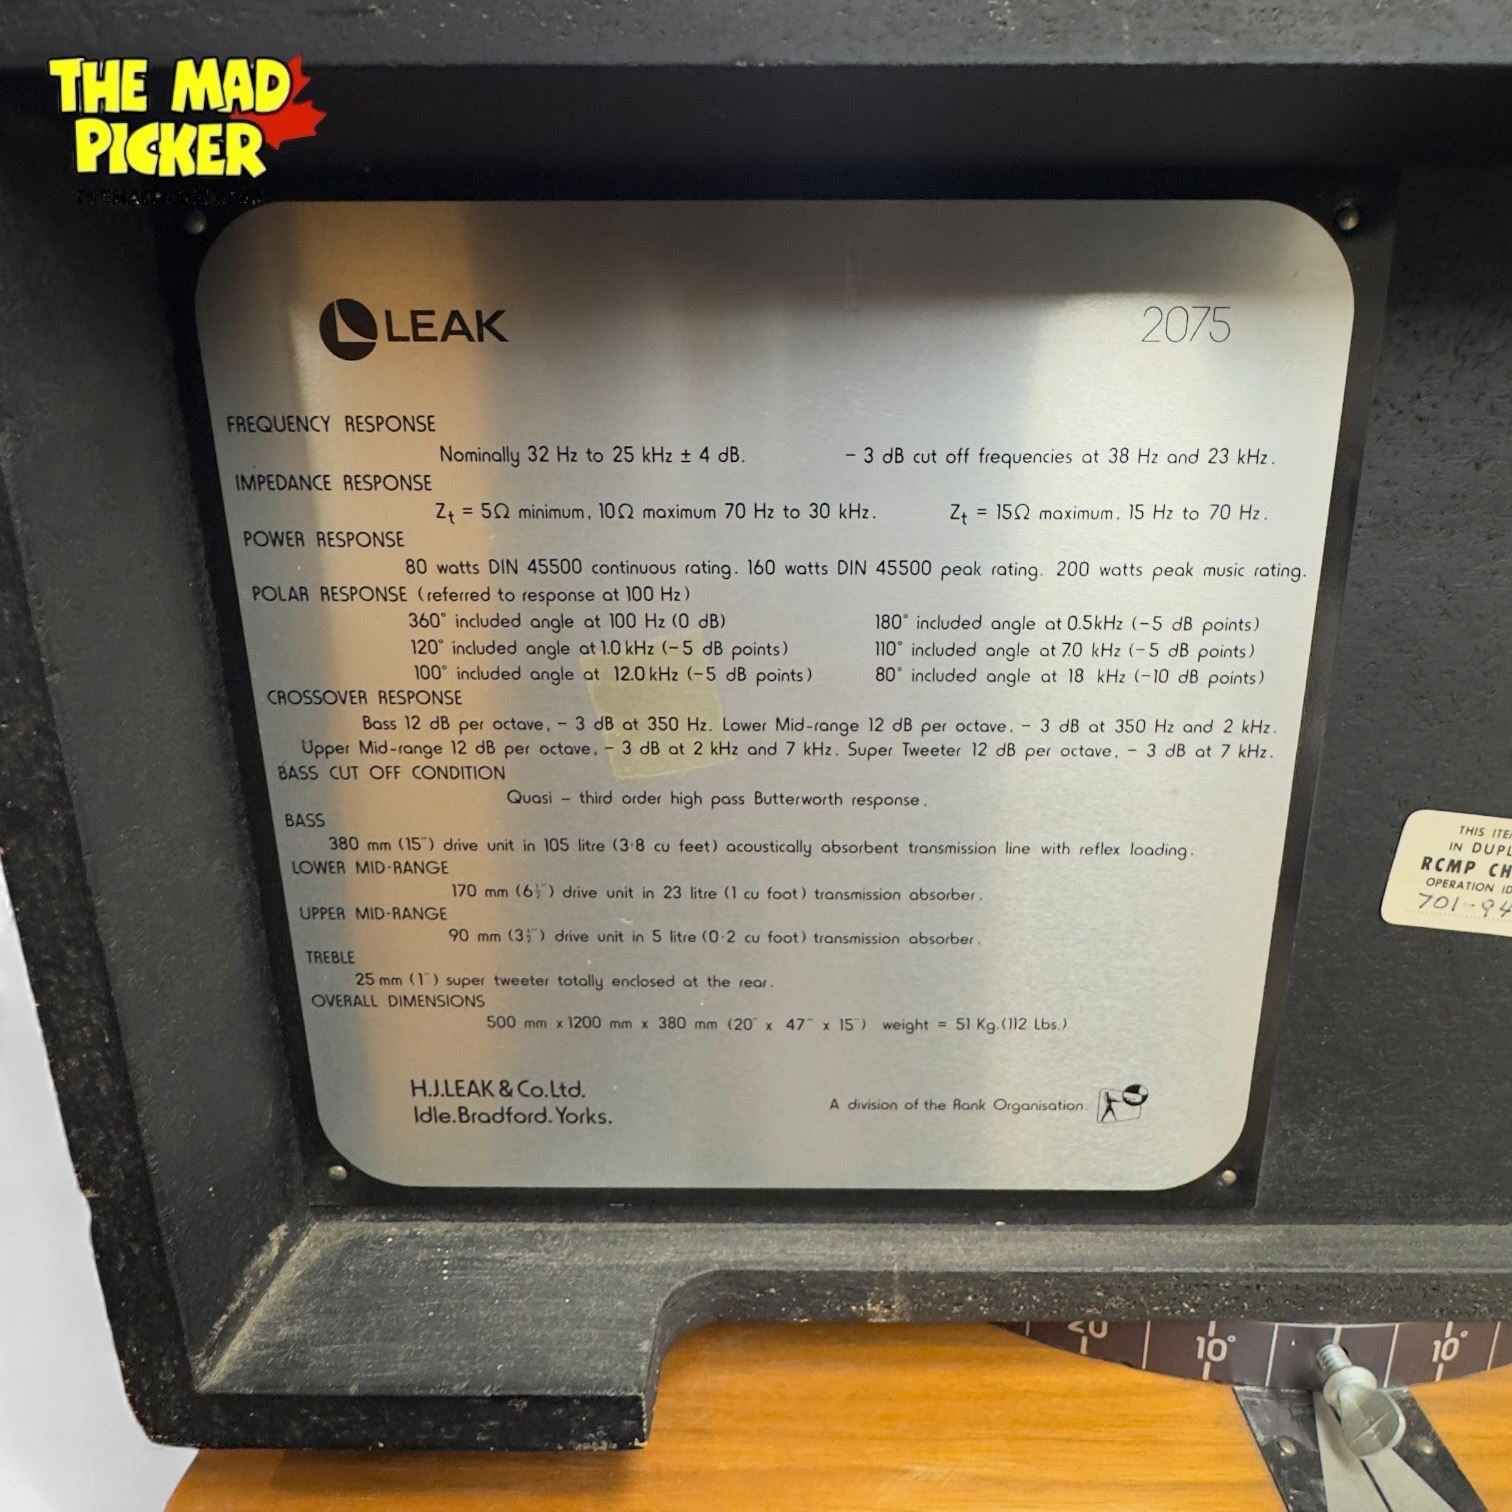 THE MAD
PICKER
LEAK
2075
FREQUENCY RESPONSE
Nominally 32 Hz to 25 kHz ± 4 dB. – 3 dB cut off frequencies at 38 Hz and 23 kHz.
IMPEDANCE RESPONSE
Zt = 5Ω minimum, 10Ω maximum 70 Hz to 30 kHz. Zt = 15Ω maximum, 15 Hz to 70 Hz.
POWER RESPONSE
80 watts DIN 45500 continuous rating. 160 watts DIN 45500 peak rating. 200 watts peak music rating.
POLAR RESPONSE (referred to response at 100 Hz)
360° included angle at 100 Hz (0 dB) 180° included angle at 0.5kHz (–5 dB points)
120° included angle at 1.0 kHz (–5 dB points) 110° included angle at 7.0 kHz (–5 dB points)
100° included angle at 12.0 kHz (–5 dB points) 80° included angle at 18 kHz (–10 dB points)
CROSSOVER RESPONSE
Bass 12 dB per octave, – 3 dB at 350 Hz. Lower Mid-range 12 dB per octave, – 3 dB at 350 Hz and 2 kHz.
Upper Mid-range 12 dB per octave, – 3 dB at 2 kHz and 7 kHz. Super Tweeter 12 dB per octave, – 3 dB at 7 kHz.
BASS CUT OFF CONDITION
Quasi – third order high pass Butterworth response.
BASS
380 mm (15″) drive unit in 105 litre (3·8 cu feet) acoustically absorbent transmission line with reflex loading.
LOWER MID-RANGE
170 mm (6½″) drive unit in 23 litre (1 cu foot) transmission absorber.
UPPER MID-RANGE
90 mm (3½″) drive unit in 5 litre (0·2 cu foot) transmission absorber.
TREBLE
25 mm (1″) super tweeter totally enclosed at the rear.
OVERALL DIMENSIONS
500 mm x 1200 mm x 380 mm (20″ x 47″ x 15″) weight = 51 Kg. (112 Lbs.)
H.J.LEAK & Co.Ltd.
Idle.Bradford.Yorks.
A division of the Rank Organisation
THIS
IN
RCMP
OPERATION
701-94
20 10° 10°